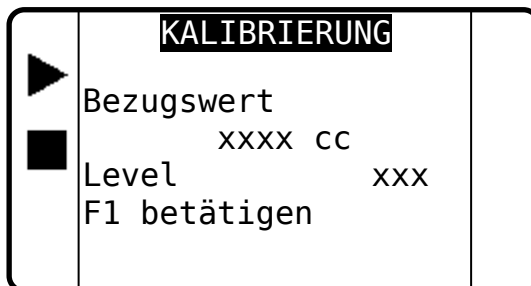 KALIBRIERUNG
Bezugswert
xxxx cc
Level xxx
F1 betätigen